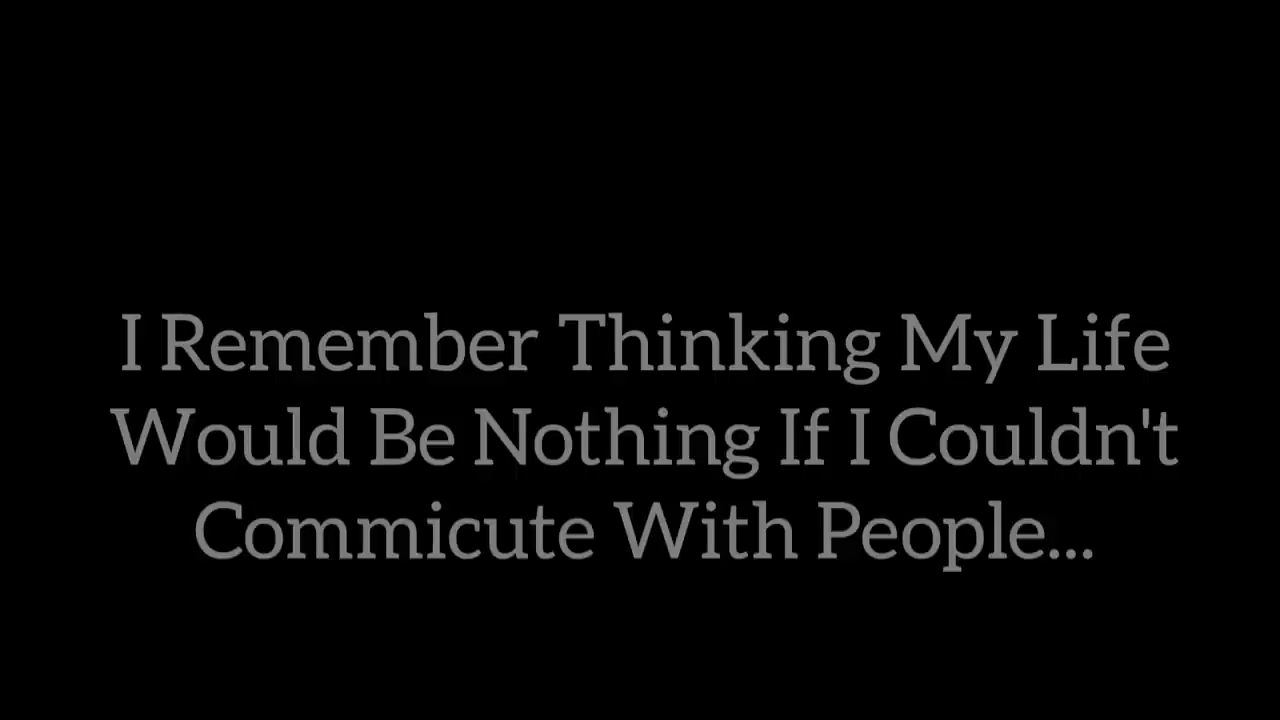 I Remember Thinking My Life
Would Be Nothing If I Couldn't
Commicute With People...